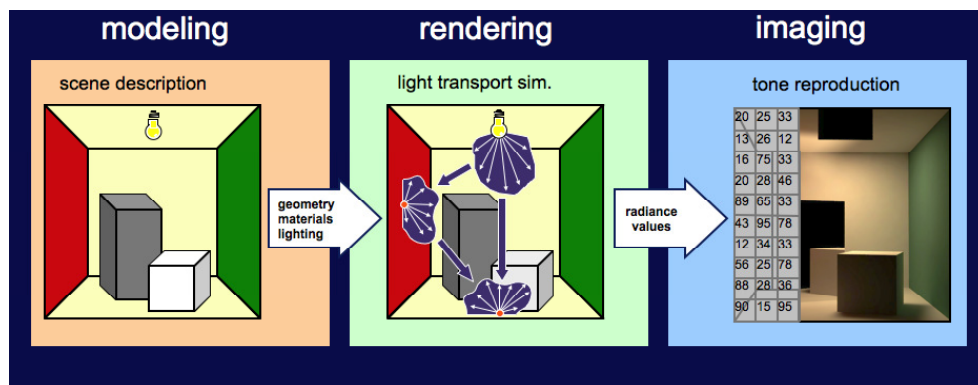 modeling
rendering
imaging
scene description
light transport sim.
tone reproduction
geometry
materials
lighting
radiance
values
20 25 33
13 26 12
16 75 33
20 28 46
89 65 33
43 95 78
12 34 33
56 25 78
88 28 36
90 15 95